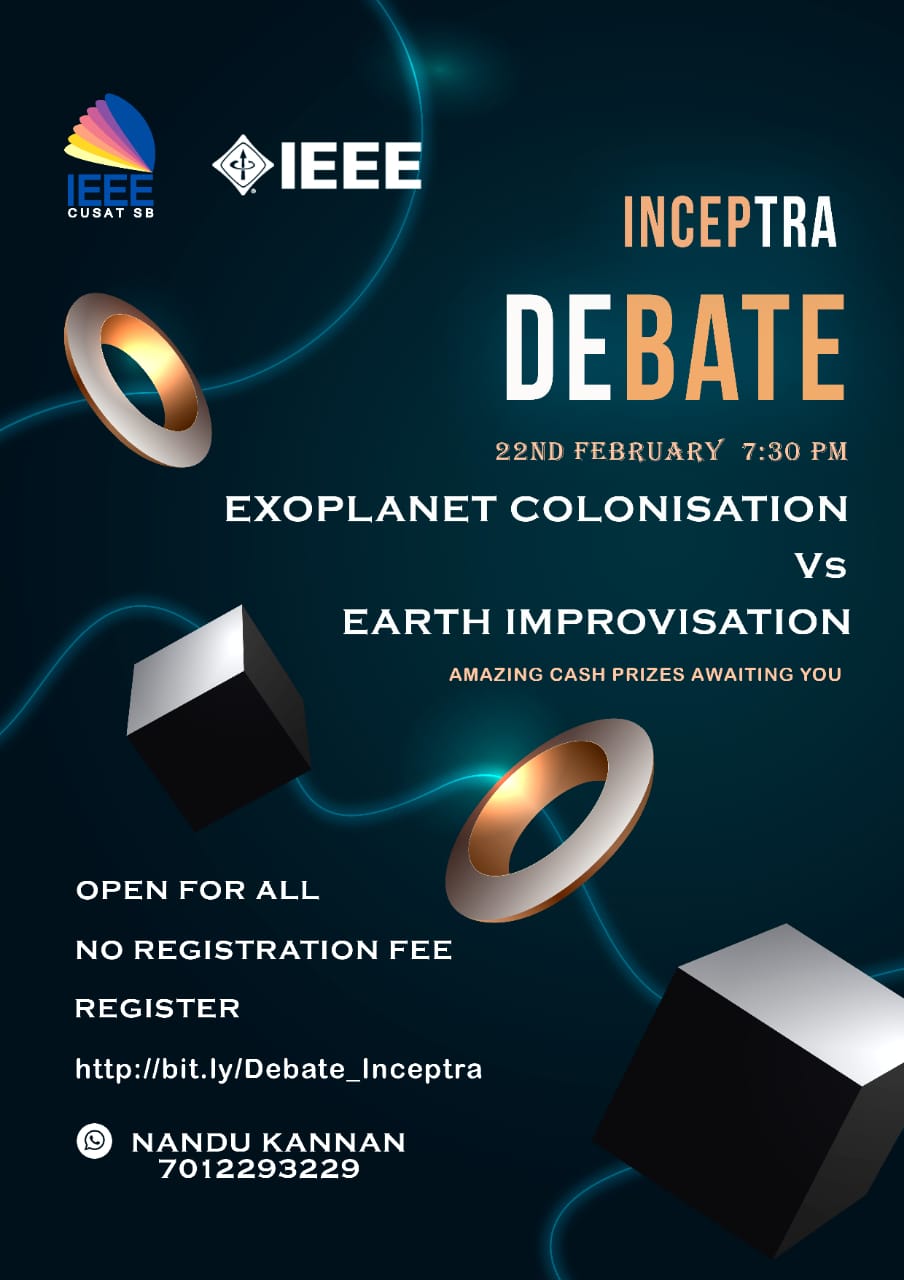 IEEE
CUSAT SB
IEEE
INCEPTRA
DEBATE
22ND FEBRUARY 7:30 PM
EXOPLANET COLONISATION
Vs
EARTH IMPROVISATION
AMAZING CASH PRIZES AWAITING YOU
OPEN FOR ALL
NO REGISTRATION FEE
REGISTER
http://bit.ly/Debate_Inceptra
NANDU KANNAN
7012293229